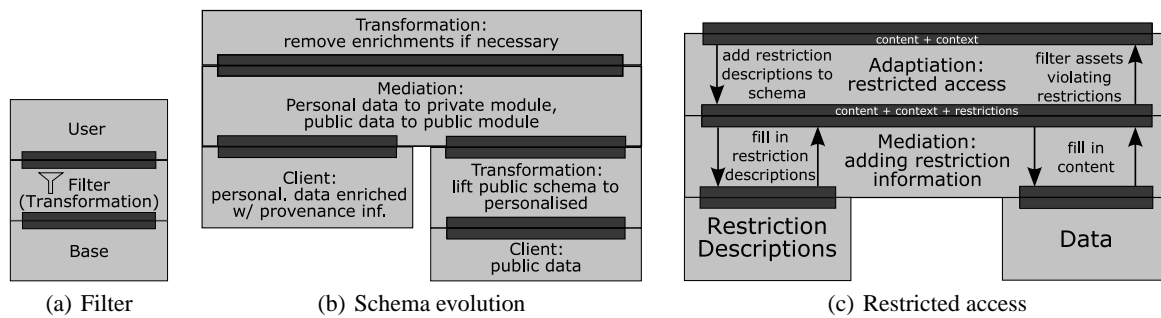 User
Filter
(Transformation)
Base
(a) Filter
Transformation:
remove enrichments if necessary
Mediation:
Personal data to private module,
public data to public module
Client:
personal. data enriched
w/ provenance inf.
Transformation:
lift public schema to
personalised
Client:
public data
(b) Schema evolution
content + context
add restriction
descriptions to
schema
Adaptiation:
restricted access
filter assets
violating
restrictions
content + context + restrictions
fill in
restriction
descriptions
Mediation:
adding restriction
information
fill in
content
Restriction
Descriptions
Data
(c) Restricted access